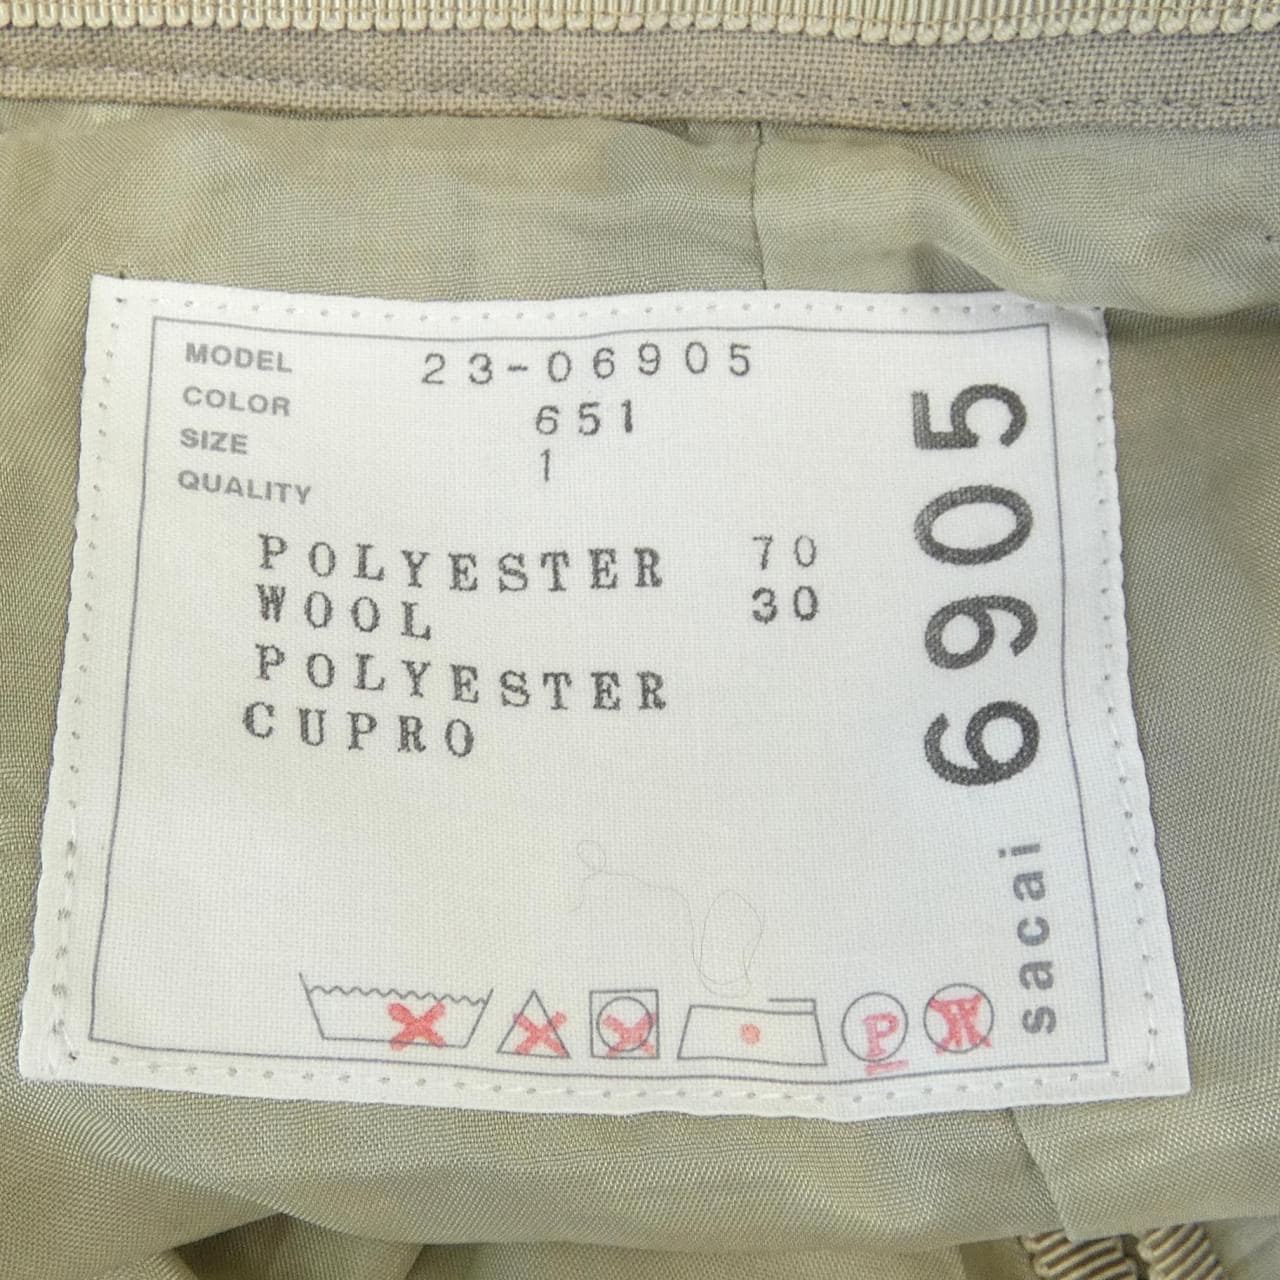 MODEL 23-06905
COLOR 651
SIZE 1
QUALITY
POLYESTER 70
WOOL 30
POLYESTER
CUPRO
6905
sacai
P
W